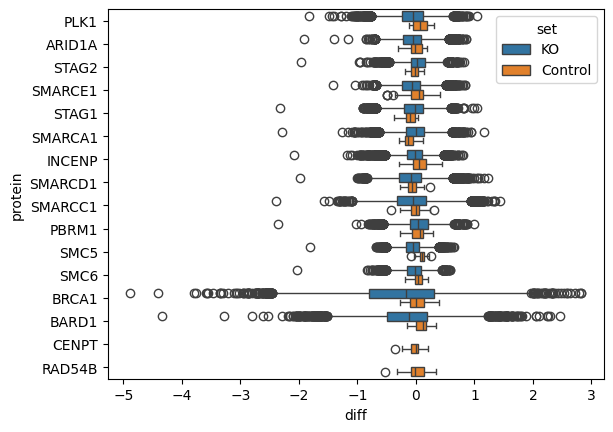 PLK1
ARID1A
STAG2
SMARCE1
STAG1
SMARCA1
INCENP
SMARCD1
SMARCC1
PBRM1
SMC5
SMC6
BRCA1
BARD1
CENPT
RAD54B
protein
set
KO
Control
−5 −4 −3 −2 −1 0 1 2 3
diff